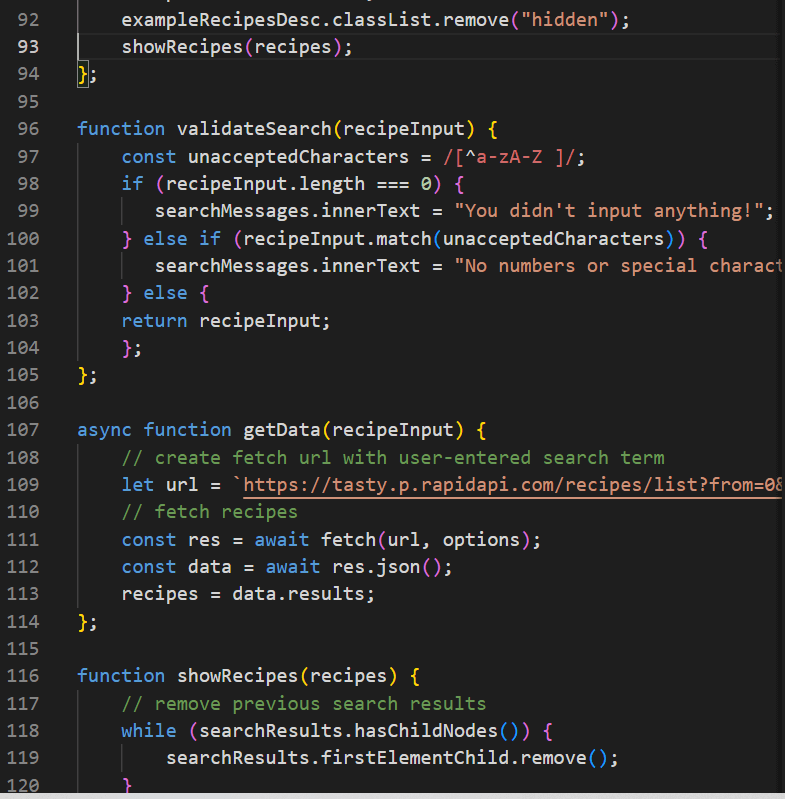 92 exampleRecipesDesc.classList.remove("hidden");
93 showRecipes(recipes);
94 };
95
96 function validateSearch(recipeInput) {
97 const unacceptedCharacters = /[^a-zA-Z ]/;
98 if (recipeInput.length === 0) {
99 searchMessages.innerText = "You didn't input anything!";
100 } else if (recipeInput.match(unacceptedCharacters)) {
101 searchMessages.innerText = "No numbers or special charact
102 } else {
103 return recipeInput;
104 };
105 };
106
107 async function getData(recipeInput) {
108 // create fetch url with user-entered search term
109 let url = `https://tasty.p.rapidapi.com/recipes/list?from=0&
110 // fetch recipes
111 const res = await fetch(url, options);
112 const data = await res.json();
113 recipes = data.results;
114 };
115
116 function showRecipes(recipes) {
117 // remove previous search results
118 while (searchResults.hasChildNodes()) {
119 searchResults.firstElementChild.remove();
120 }